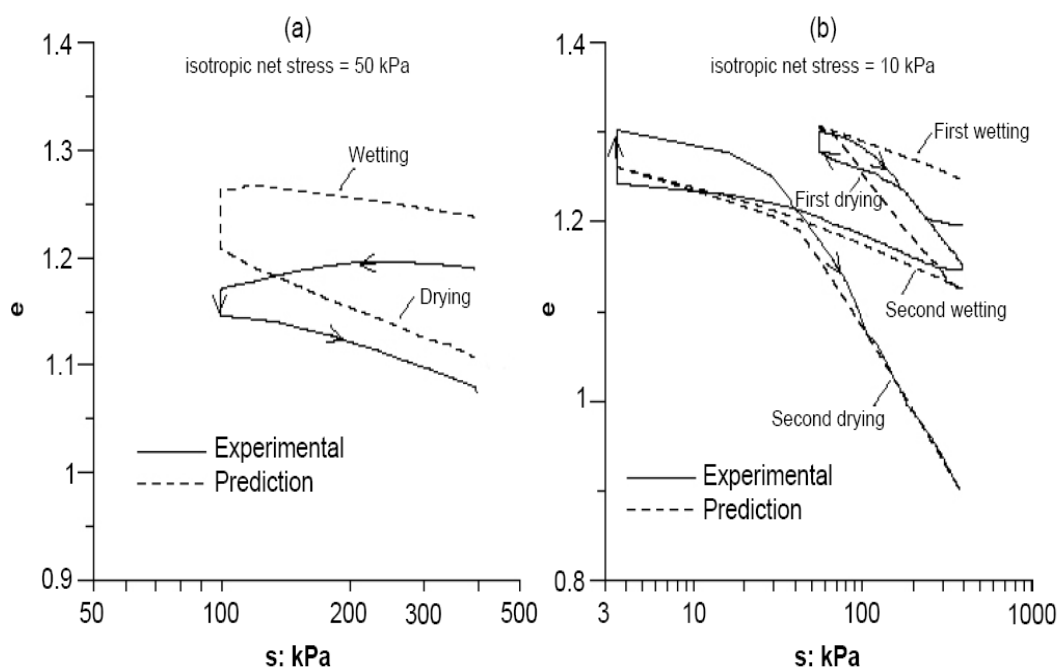 (a)
isotropic net stress = 50 kPa
1.4
1.3
1.2
1.1
1
0.9
e
Wetting
Drying
Experimental
Prediction
50
100
200
300
500
s: kPa
(b)
isotropic net stress = 10 kPa
1.4
1.2
1
0.8
e
First wetting
First drying
Second wetting
Second drying
Experimental
Prediction
3
10
100
1000
s: kPa